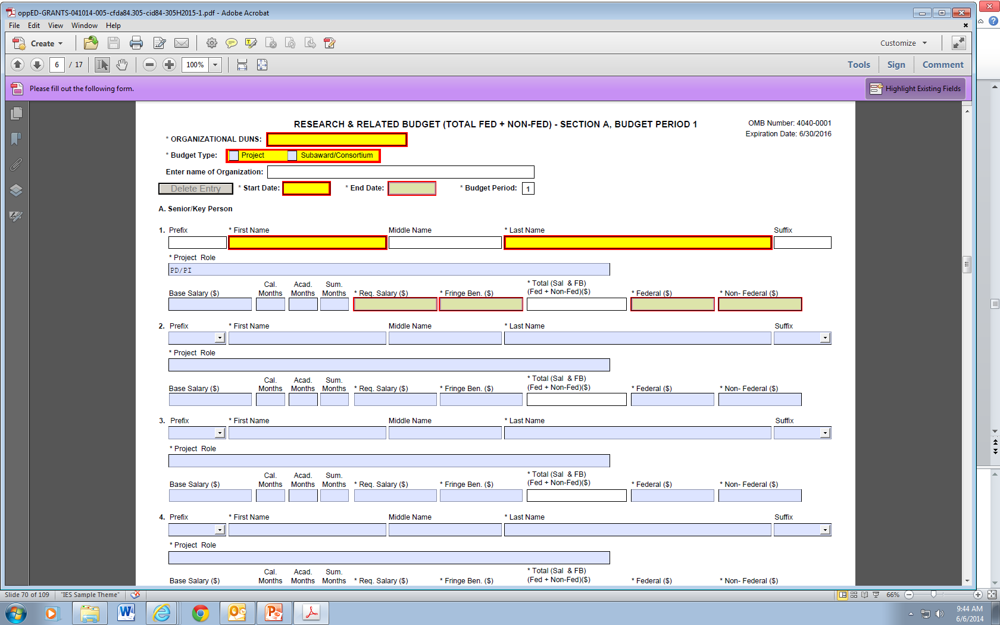 oppED-GRANTS-041014-005-cfda84.305-cid84-305H2015-1.pdf - Adobe Acrobat
File Edit View Window Help
Create
Customize
6 / 17 100% Tools Sign Comment
Please fill out the following form. Highlight Existing Fields
RESEARCH & RELATED BUDGET (TOTAL FED + NON-FED) - SECTION A, BUDGET PERIOD 1
OMB Number: 4040-0001
Expiration Date: 6/30/2016
* ORGANIZATIONAL DUNS:
* Budget Type: Project Subaward/Consortium
Enter name of Organization:
Delete Entry * Start Date: * End Date: * Budget Period: 1
A. Senior/Key Person
1. Prefix * First Name Middle Name * Last Name Suffix
* Project Role
PD/PI
Base Salary ($) Cal. Months Acad. Months Sum. Months * Req. Salary ($) * Fringe Ben. ($) * Total (Sal & FB) (Fed + Non-Fed)($) * Federal ($) * Non- Federal ($)
2. Prefix * First Name Middle Name * Last Name Suffix
* Project Role
Base Salary ($) Cal. Months Acad. Months Sum. Months * Req. Salary ($) * Fringe Ben. ($) * Total (Sal & FB) (Fed + Non-Fed)($) * Federal ($) * Non- Federal ($)
3. Prefix * First Name Middle Name * Last Name Suffix
* Project Role
Base Salary ($) Cal. Months Acad. Months Sum. Months * Req. Salary ($) * Fringe Ben. ($) * Total (Sal & FB) (Fed + Non-Fed)($) * Federal ($) * Non- Federal ($)
4. Prefix * First Name Middle Name * Last Name Suffix
* Project Role
Base Salary ($) Cal. Months Acad. Months Sum. Months * Req. Salary ($) * Fringe Ben. ($) * Total (Sal & FB) (Fed + Non-Fed)($) * Federal ($) * Non- Federal ($)
Slide 70 of 109 "IES Sample Theme" 66%
9:44 AM
6/6/2014